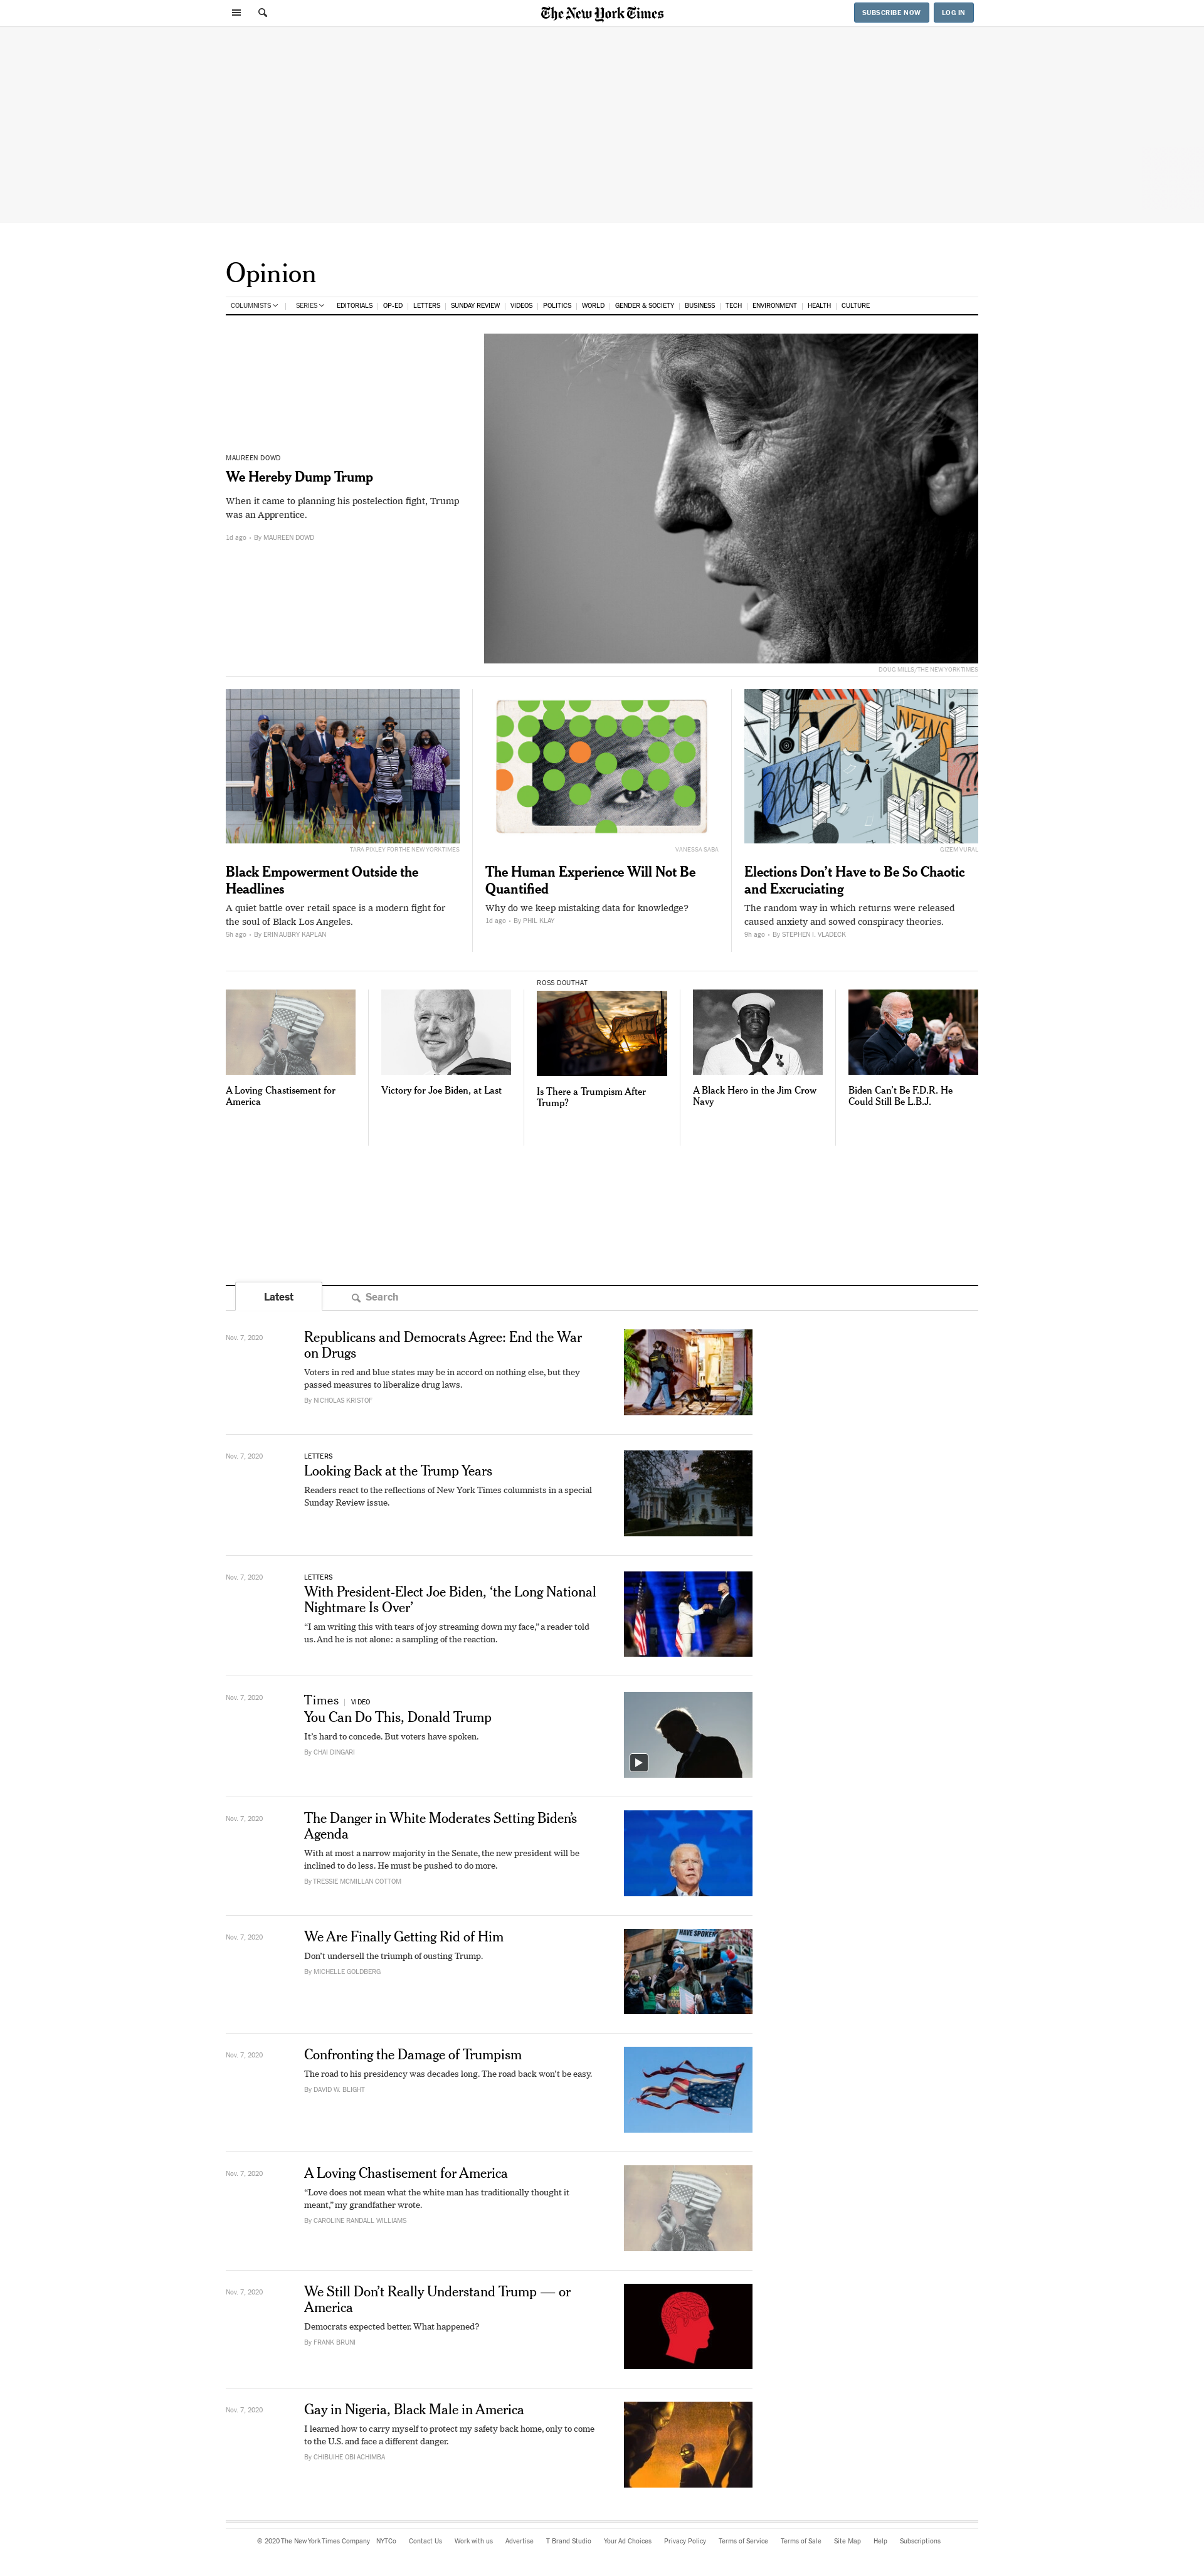 The New York Times
SUBSCRIBE NOW
LOG IN
Opinion
COLUMNISTS
SERIES
EDITORIALS
OP-ED
LETTERS
SUNDAY REVIEW
VIDEOS
POLITICS
WORLD
GENDER & SOCIETY
BUSINESS
TECH
ENVIRONMENT
HEALTH
CULTURE
MAUREEN DOWD
We Hereby Dump Trump
When it came to planning his postelection fight, Trump
was an Apprentice.
1d ago • By MAUREEN DOWD
DOUG MILLS/THE NEW YORK TIMES
TARA PIXLEY FOR THE NEW YORK TIMES
Black Empowerment Outside the
Headlines
A quiet battle over retail space is a modern fight for
the soul of Black Los Angeles.
5h ago • By ERIN AUBRY KAPLAN
VANESSA SABA
The Human Experience Will Not Be
Quantified
Why do we keep mistaking data for knowledge?
1d ago • By PHIL KLAY
NEWS
GIZEM VURAL
Elections Don’t Have to Be So Chaotic
and Excruciating
The random way in which returns were released
caused anxiety and sowed conspiracy theories.
9h ago • By STEPHEN I. VLADECK
A Loving Chastisement for
America
Victory for Joe Biden, at Last
ROSS DOUTHAT
Is There a Trumpism After
Trump?
A Black Hero in the Jim Crow
Navy
Biden Can’t Be F.D.R. He
Could Still Be L.B.J.
Latest
Search
Nov. 7, 2020
Republicans and Democrats Agree: End the War
on Drugs
Voters in red and blue states may be in accord on nothing else, but they
passed measures to liberalize drug laws.
By NICHOLAS KRISTOF
Nov. 7, 2020
LETTERS
Looking Back at the Trump Years
Readers react to the reflections of New York Times columnists in a special
Sunday Review issue.
Nov. 7, 2020
LETTERS
With President-Elect Joe Biden, ‘the Long National
Nightmare Is Over’
“I am writing this with tears of joy streaming down my face,” a reader told
us. And he is not alone: a sampling of the reaction.
Nov. 7, 2020
Times | VIDEO
You Can Do This, Donald Trump
It’s hard to concede. But voters have spoken.
By CHAI DINGARI
Nov. 7, 2020
The Danger in White Moderates Setting Biden’s
Agenda
With at most a narrow majority in the Senate, the new president will be
inclined to do less. He must be pushed to do more.
By TRESSIE MCMILLAN COTTOM
Nov. 7, 2020
We Are Finally Getting Rid of Him
Don’t undersell the triumph of ousting Trump.
By MICHELLE GOLDBERG
HAVE SPOKEN
Nov. 7, 2020
Confronting the Damage of Trumpism
The road to his presidency was decades long. The road back won’t be easy.
By DAVID W. BLIGHT
Nov. 7, 2020
A Loving Chastisement for America
“Love does not mean what the white man has traditionally thought it
meant,” my grandfather wrote.
By CAROLINE RANDALL WILLIAMS
Nov. 7, 2020
We Still Don’t Really Understand Trump — or
America
Democrats expected better. What happened?
By FRANK BRUNI
Nov. 7, 2020
Gay in Nigeria, Black Male in America
I learned how to carry myself to protect my safety back home, only to come
to the U.S. and face a different danger.
By CHIBUIHE OBI ACHIMBA
© 2020 The New York Times Company
NYTCo
Contact Us
Work with us
Advertise
T Brand Studio
Your Ad Choices
Privacy Policy
Terms of Service
Terms of Sale
Site Map
Help
Subscriptions